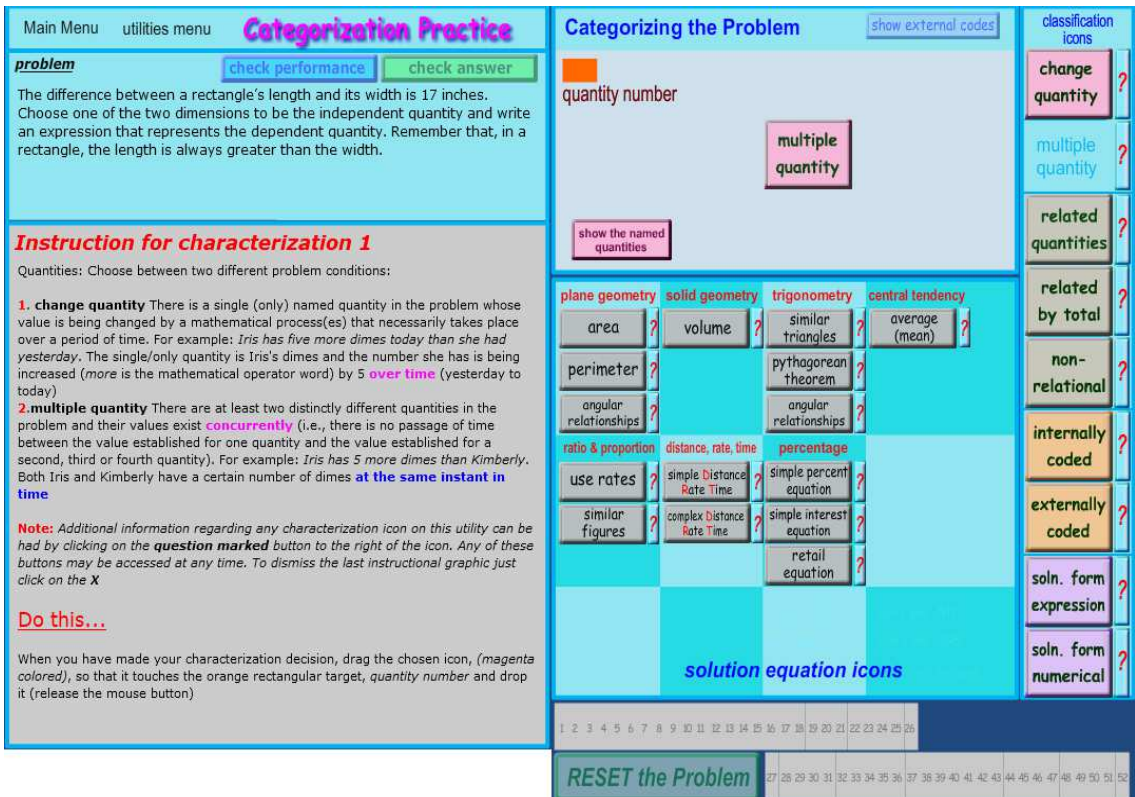 Main Menu
utilities menu
Categorization Practice
problem
check performance
check answer
The difference between a rectangle's length and its width is 17 inches.
Choose one of the two dimensions to be the independent quantity and write
an expression that represents the dependent quantity. Remember that, in a
rectangle, the length is always greater than the width.
Instruction for characterization 1
Quantities: Choose between two different problem conditions:
1. change quantity There is a single (only) named quantity in the problem whose
value is being changed by a mathematical process(es) that necessarily takes place
over a period of time. For example: Iris has five more dimes today than she had
yesterday. The single/only quantity is Iris's dimes and the number she has is being
increased (more is the mathematical operator word) by 5 over time (yesterday to
today)
2.multiple quantity There are at least two distinctly different quantities in the
problem and their values exist concurrently (i.e., there is no passage of time
between the value established for one quantity and the value established for a
second, third or fourth quantity). For example: Iris has 5 more dimes than Kimberly.
Both Iris and Kimberly have a certain number of dimes at the same instant in
time
Note: Additional information regarding any characterization icon on this utility can be
had by clicking on the question marked button to the right of the icon. Any of these
buttons may be accessed at any time. To dismiss the last instructional graphic just
click on the X
Do this...
When you have made your characterization decision, drag the chosen icon, (magenta
colored), so that it touches the orange rectangular target, quantity number and drop
it (release the mouse button)
Categorizing the Problem
show external codes
quantity number
multiple
quantity
show the named
quantities
plane geometry solid geometry trigonometry central tendency
area ?
volume ?
similar
triangles ?
average
(mean) ?
perimeter ?
pythagorean
theorem ?
angular
relationships ?
angular
relationships ?
ratio & proportion distance, rate, time percentage
use rates ?
simple Distance
Rate Time ?
simple percent
equation ?
similar
figures ?
complex Distance
Rate Time ?
simple interest
equation ?
retail
equation ?
solution equation icons
classification
icons
change
quantity ?
multiple
quantity ?
related
quantities ?
related
by total ?
non-
relational ?
internally
coded ?
externally
coded ?
soln. form
expression ?
soln. form
numerical ?
1 2 3 4 5 6 7 8 9 10 11 12 13 14 15 16 17 18 19 20 21 22 23 24 25 26
RESET the Problem
27 28 29 30 31 32 33 34 35 36 37 38 39 40 41 42 43 44 45 46 47 48 49 50 51 52